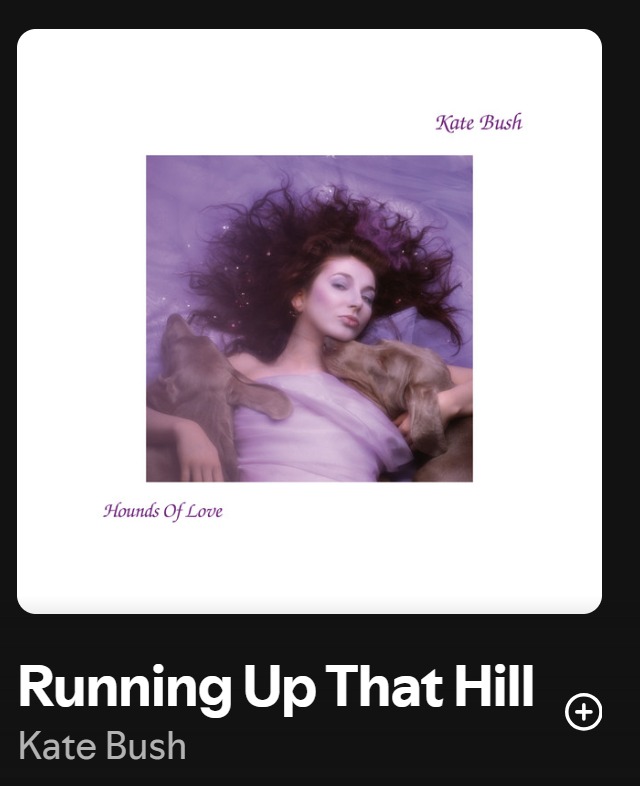 Kate Bush
Hounds Of Love
Running Up That Hill
Kate Bush